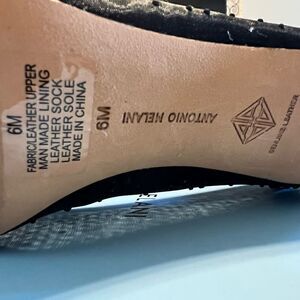 6M
FABRIC/LEATHER UPPER
MAN MADE LINING
LEATHER SOCK
LEATHER SOLE
MADE IN CHINA
6M
ANTONIO MELANI
GENUINE LEATHER
ELANI